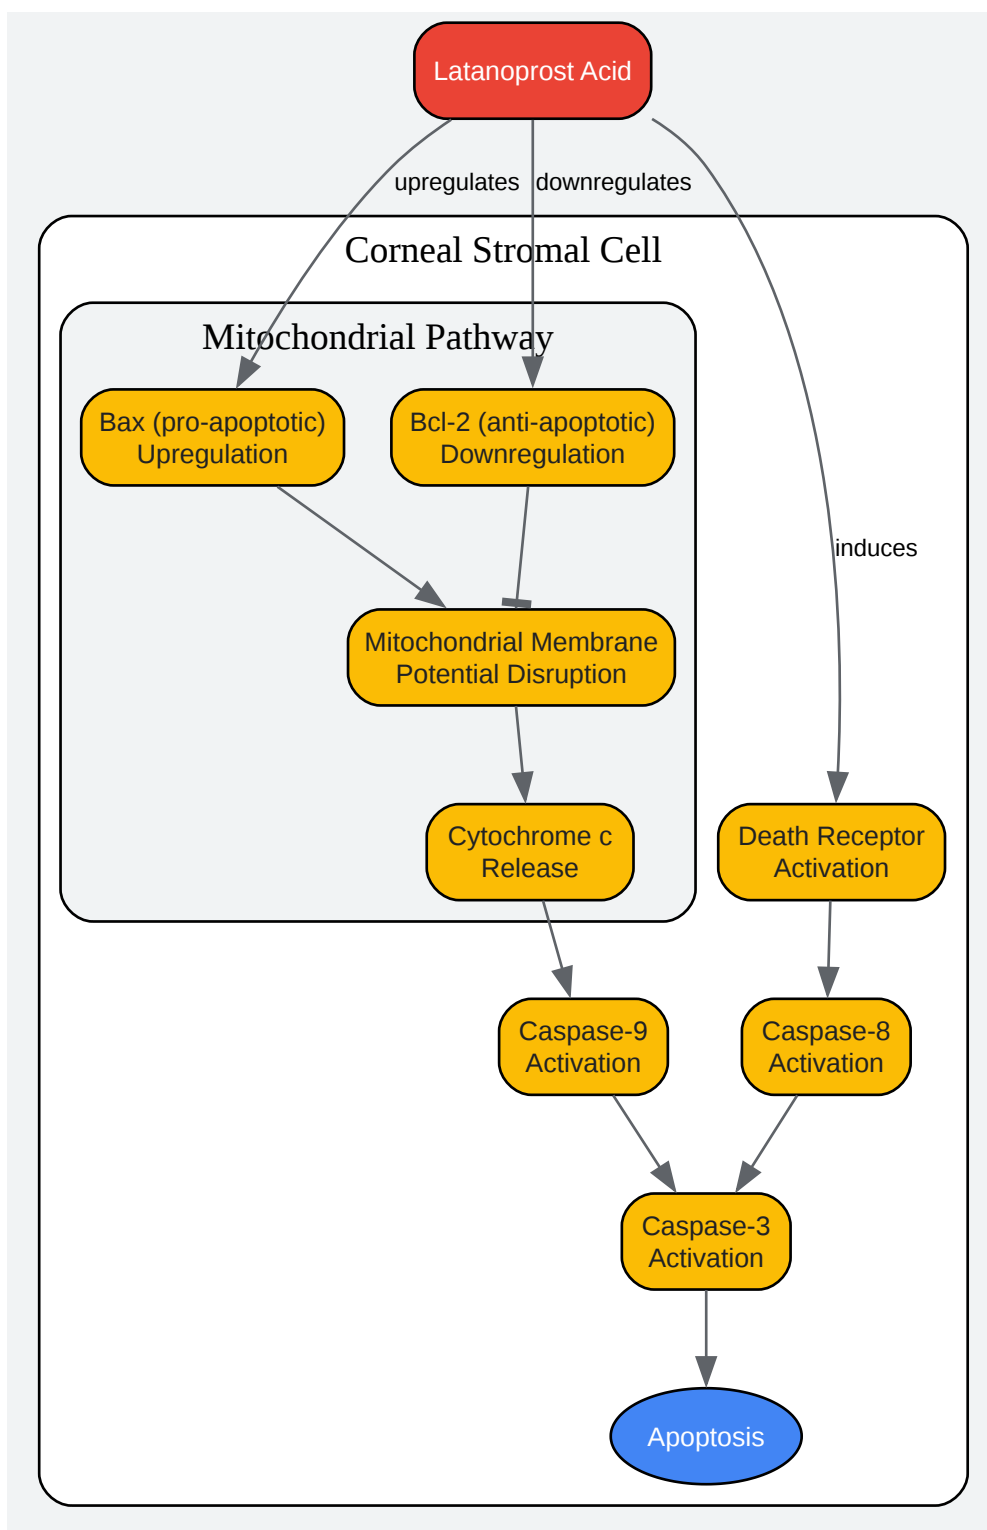 Latanoprost Acid
upregulates
downregulates
Corneal Stromal Cell
Mitochondrial Pathway
Bax (pro-apoptotic)
Upregulation
Bcl-2 (anti-apoptotic)
Downregulation
induces
Mitochondrial Membrane
Potential Disruption
Cytochrome c
Release
Death Receptor
Activation
Caspase-9
Activation
Caspase-8
Activation
Caspase-3
Activation
Apoptosis